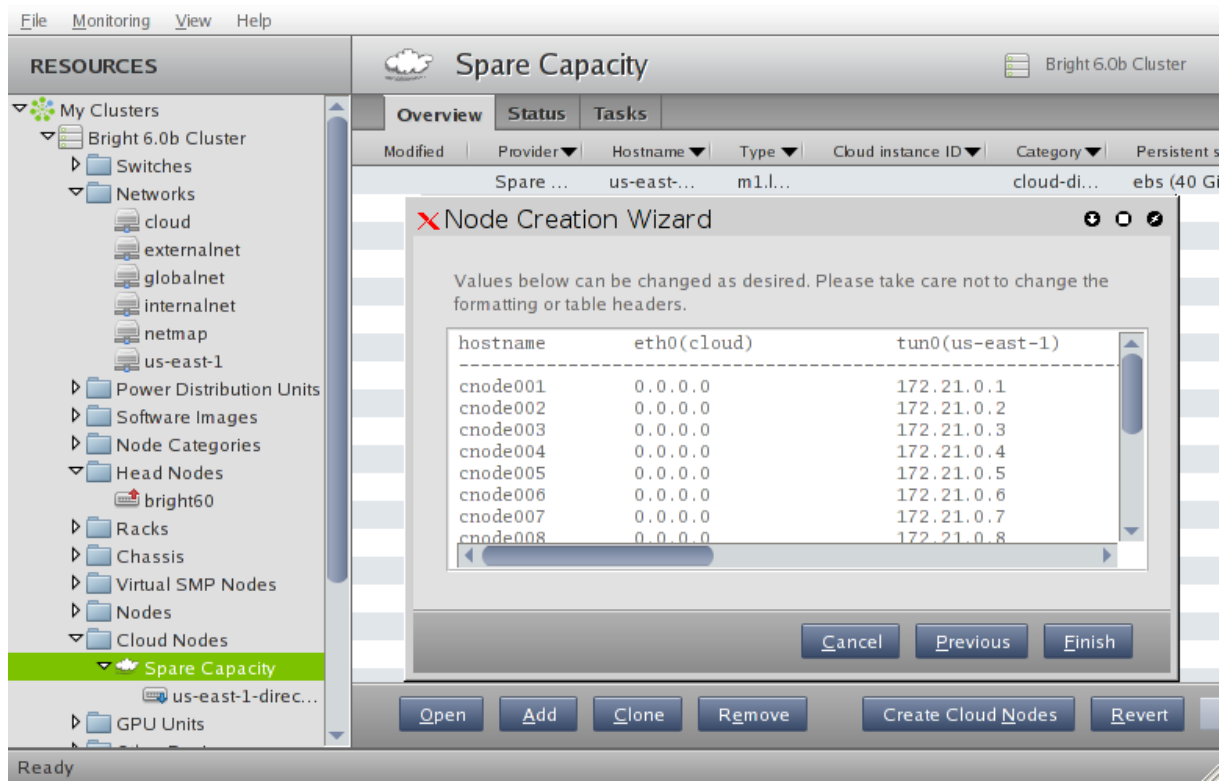 File Monitoring View Help
RESOURCES
Spare Capacity
Bright 6.0b Cluster
My Clusters
Bright 6.0b Cluster
Switches
Networks
cloud
externalnet
globalnet
internalnet
netmap
us-east-1
Power Distribution Units
Software Images
Node Categories
Head Nodes
bright60
Racks
Chassis
Virtual SMP Nodes
Nodes
Cloud Nodes
Spare Capacity
us-east-1-direc...
GPU Units
Overview Status Tasks
Modified Provider Hostname Type Cloud instance ID Category Persistent s
Spare ... us-east-... m1.l... cloud-di... ebs (40 Gi
Node Creation Wizard
Values below can be changed as desired. Please take care not to change the
formatting or table headers.
hostname eth0(cloud) tun0(us-east-1)
cnode001 0.0.0.0 172.21.0.1
cnode002 0.0.0.0 172.21.0.2
cnode003 0.0.0.0 172.21.0.3
cnode004 0.0.0.0 172.21.0.4
cnode005 0.0.0.0 172.21.0.5
cnode006 0.0.0.0 172.21.0.6
cnode007 0.0.0.0 172.21.0.7
cnode008 0.0.0.0 172.21.0.8
Cancel Previous Finish
Open Add Clone Remove Create Cloud Nodes Revert
Ready